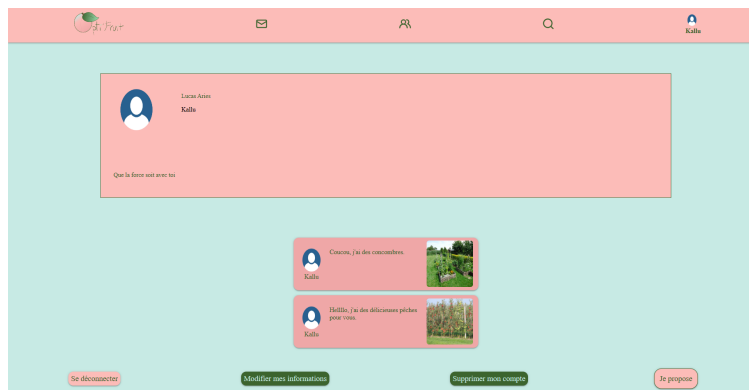 Kallu
Lucas Aries
Kallu
Que la force soit avec toi
Coucou, j'ai des coucombres.
Kallu
Helllo, j'ai des délicieuses pêches
pour vous
Kallu
Se déconnecter
Modifier mes informations
Supprimer mon compte
Je propose